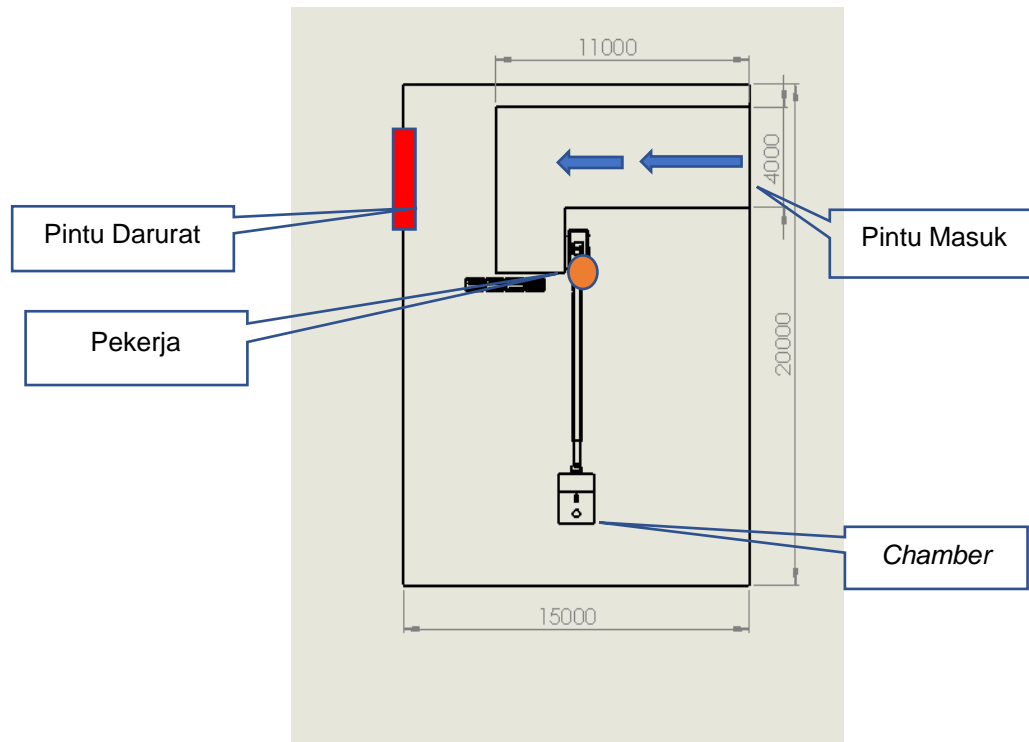 11000
4000
Pintu Darurat
Pintu Masuk
20000
Pekerja
Chamber
15000